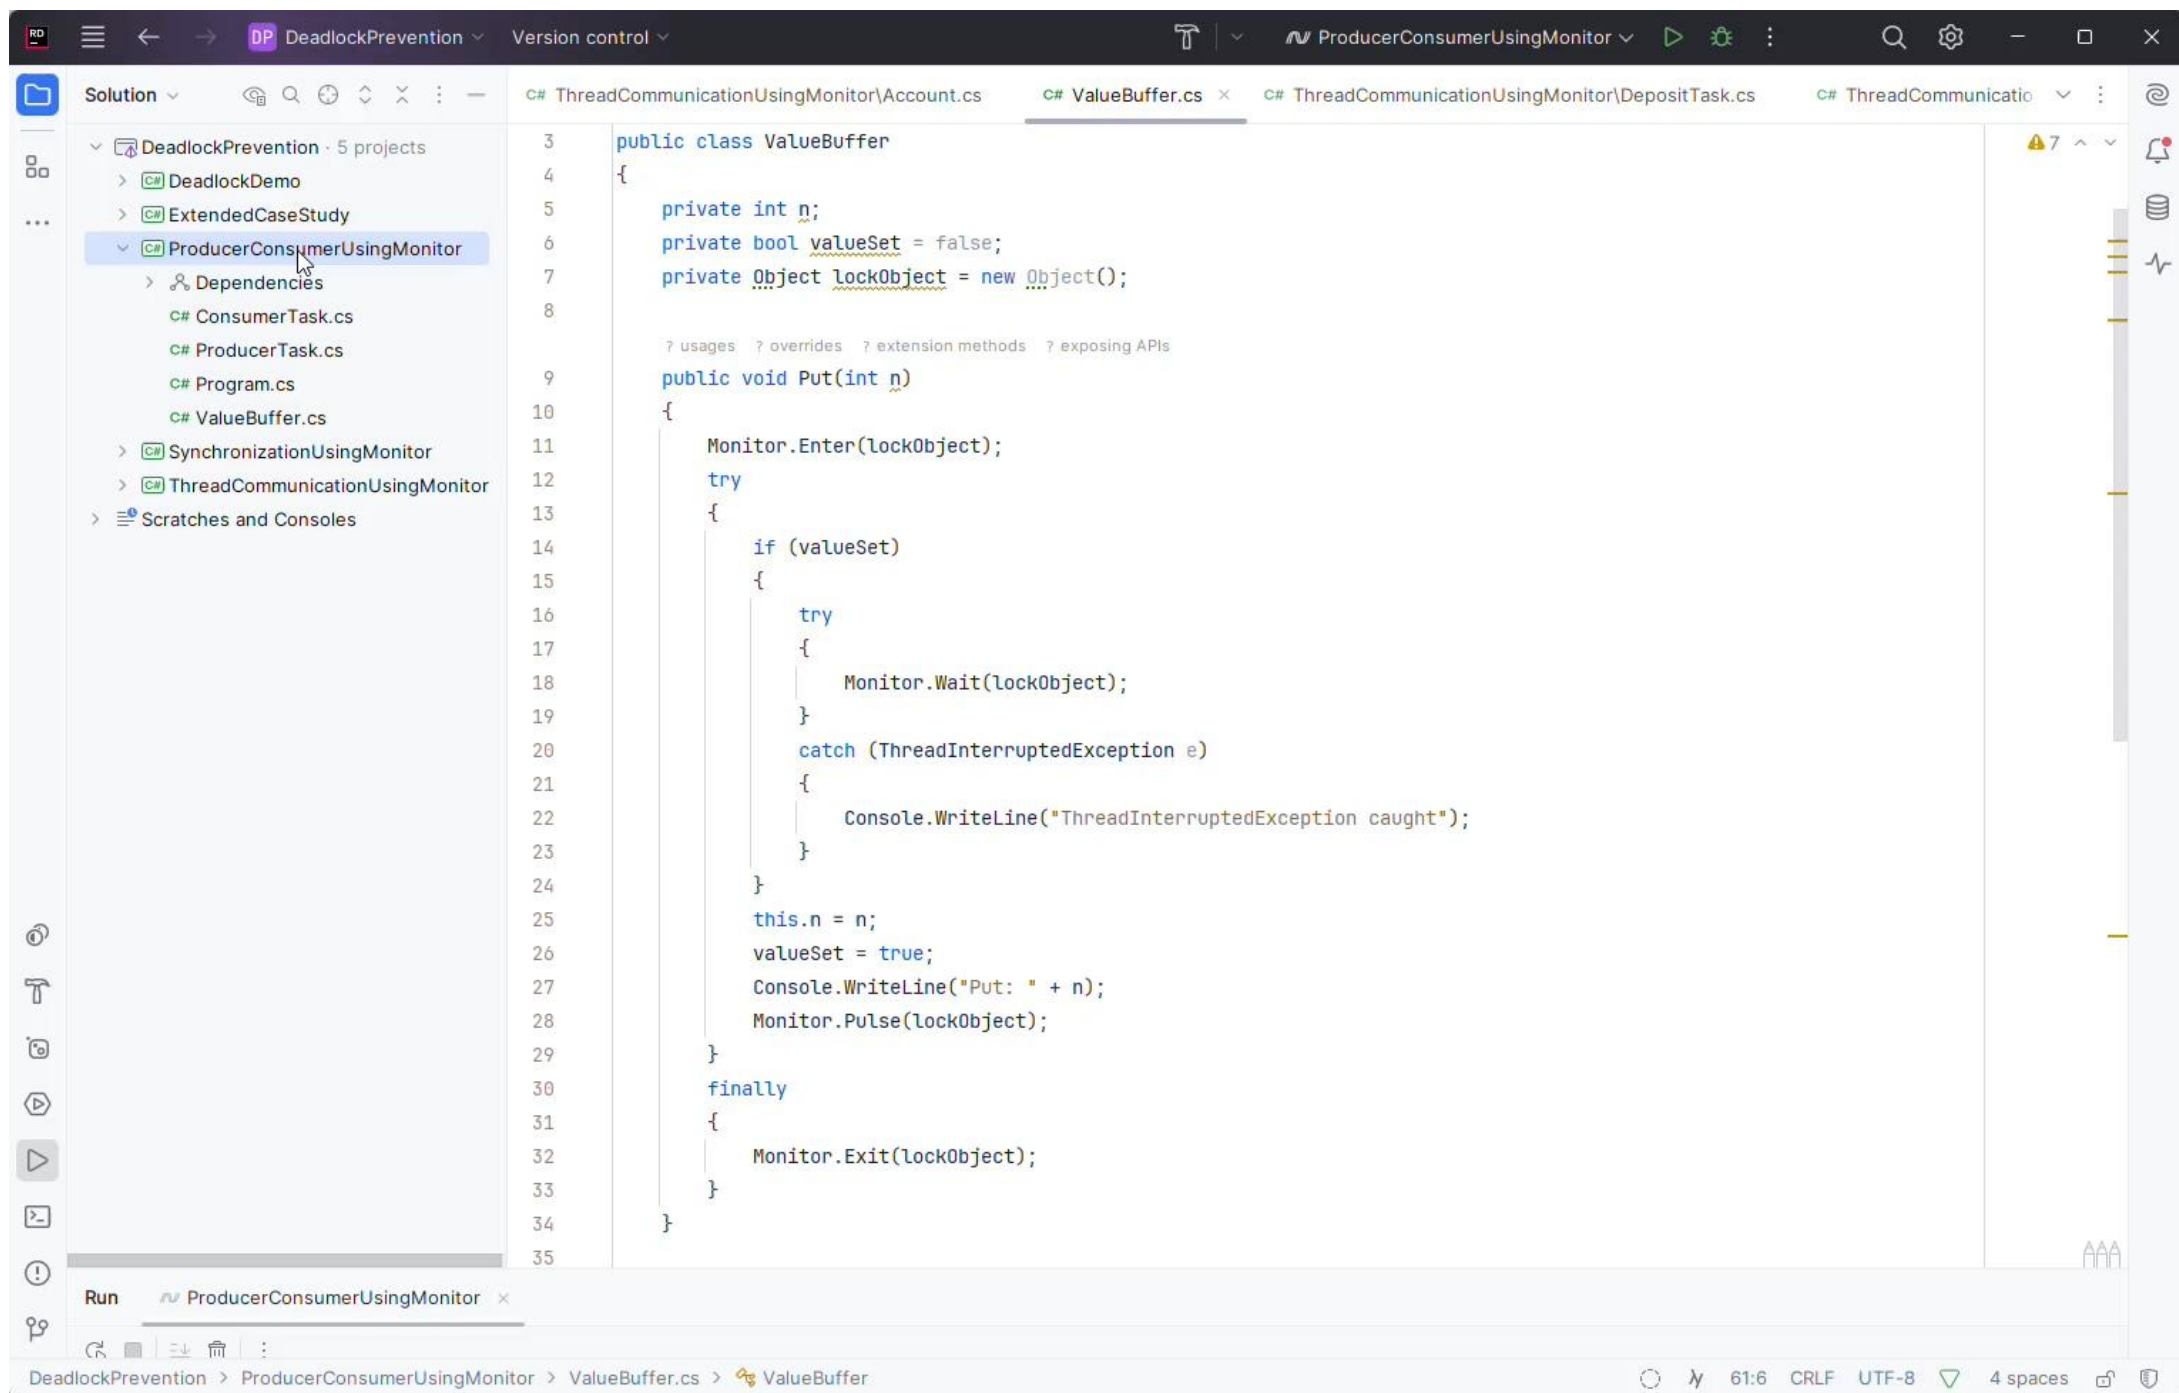 RD
DP DeadlockPrevention Version control ProducerConsumerUsingMonitor
Solution
C# ThreadCommunicationUsingMonitor\Account.cs C# ValueBuffer.cs C# ThreadCommunicationUsingMonitor\DepositTask.cs C# ThreadCommunicatio
DeadlockPrevention · 5 projects
C# DeadlockDemo
C# ExtendedCaseStudy
C# ProducerConsumerUsingMonitor
Dependencies
C# ConsumerTask.cs
C# ProducerTask.cs
C# Program.cs
C# ValueBuffer.cs
C# SynchronizationUsingMonitor
C# ThreadCommunicationUsingMonitor
Scratches and Consoles
7
3 public class ValueBuffer
4 {
5 private int n;
6 private bool valueSet = false;
7 private Object lockObject = new Object();
8
? usages ? overrides ? extension methods ? exposing APIs
9 public void Put(int n)
10 {
11 Monitor.Enter(lockObject);
12 try
13 {
14 if (valueSet)
15 {
16 try
17 {
18 Monitor.Wait(lockObject);
19 }
20 catch (ThreadInterruptedException e)
21 {
22 Console.WriteLine("ThreadInterruptedException caught");
23 }
24 }
25 this.n = n;
26 valueSet = true;
27 Console.WriteLine("Put: " + n);
28 Monitor.Pulse(lockObject);
29 }
30 finally
31 {
32 Monitor.Exit(lockObject);
33 }
34 }
35
Run ProducerConsumerUsingMonitor
DeadlockPrevention > ProducerConsumerUsingMonitor > ValueBuffer.cs > ValueBuffer
61:6 CRLF UTF-8 4 spaces